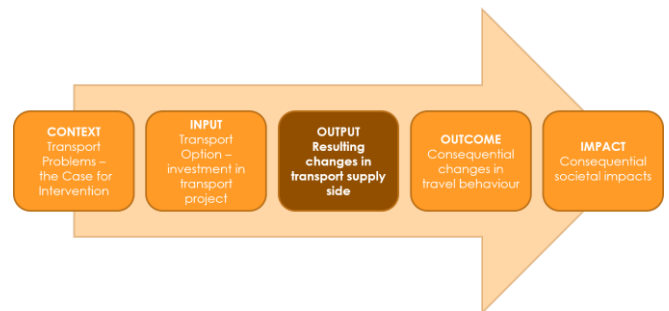 CONTEXT
Transport
Problems –
the Case for
Intervention
INPUT
Transport
Option –
investment in
transport
project
OUTPUT
Resulting
changes in
transport supply
side
OUTCOME
Consequential
changes in
travel behaviour
IMPACT
Consequential
societal impacts